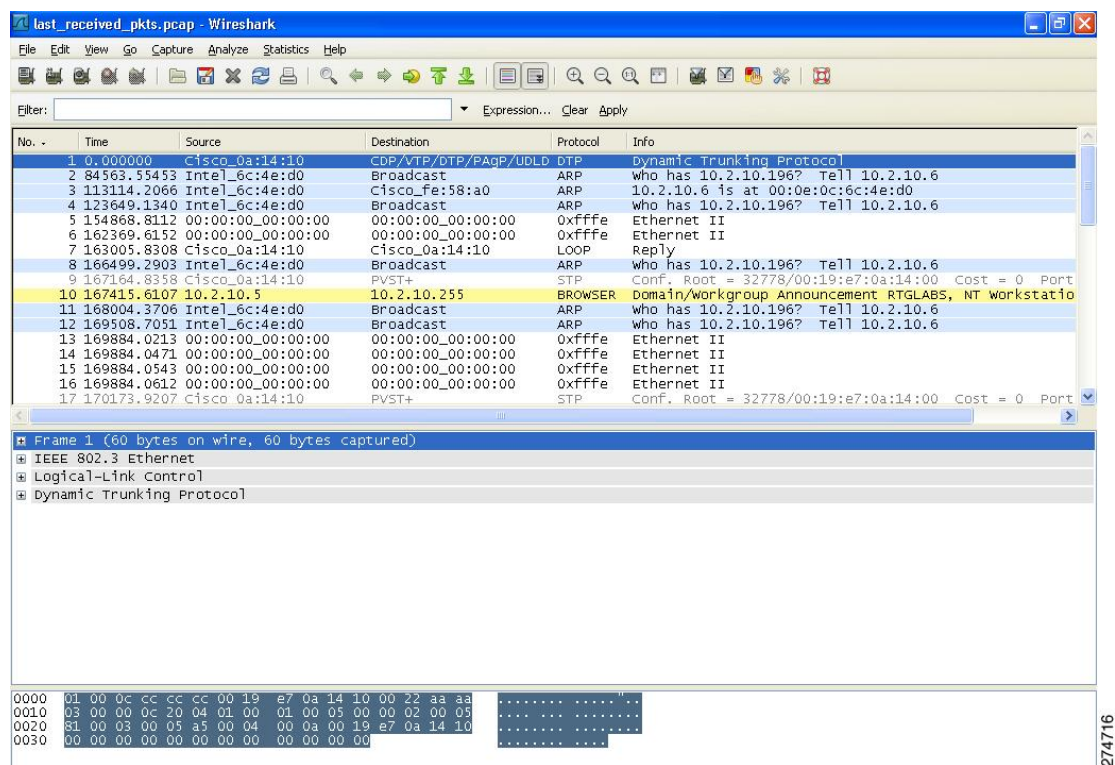 last_received_pkts.pcap - Wireshark
File Edit View Go Capture Analyze Statistics Help
Filter: Expression... Clear Apply
No. . Time Source Destination Protocol Info
1 0.000000 Cisco_0a:14:10 CDP/VTP/DTP/PAgP/UDLD DTP Dynamic Trunking Protocol
2 84563.55453 Intel_6c:4e:d0 Broadcast ARP who has 10.2.10.196? Tell 10.2.10.6
3 113114.2066 Intel_6c:4e:d0 Cisco_fe:58:a0 ARP 10.2.10.6 is at 00:0e:0c:6c:4e:d0
4 123649.1340 Intel_6c:4e:d0 Broadcast ARP who has 10.2.10.196? Tell 10.2.10.6
5 154868.8112 00:00:00_00:00:00 00:00:00_00:00:00 0xfffe Ethernet II
6 162369.6152 00:00:00_00:00:00 00:00:00_00:00:00 0xfffe Ethernet II
7 163005.8308 Cisco_0a:14:10 Cisco_0a:14:10 LOOP Reply
8 166499.2903 Intel_6c:4e:d0 Broadcast ARP who has 10.2.10.196? Tell 10.2.10.6
9 167164.8358 Cisco_0a:14:10 PVST+ STP Conf. Root = 32778/00:19:e7:0a:14:00 Cost = 0 Port
10 167415.6107 10.2.10.5 10.2.10.255 BROWSER Domain/Workgroup Announcement RTGLABS, NT Workstatio
11 168004.3706 Intel_6c:4e:d0 Broadcast ARP who has 10.2.10.196? Tell 10.2.10.6
12 169508.7051 Intel_6c:4e:d0 Broadcast ARP who has 10.2.10.196? Tell 10.2.10.6
13 169884.0213 00:00:00_00:00:00 00:00:00_00:00:00 0xfffe Ethernet II
14 169884.0471 00:00:00_00:00:00 00:00:00_00:00:00 0xfffe Ethernet II
15 169884.0543 00:00:00_00:00:00 00:00:00_00:00:00 0xfffe Ethernet II
16 169884.0612 00:00:00_00:00:00 00:00:00_00:00:00 0xfffe Ethernet II
17 170173.9207 Cisco_0a:14:10 PVST+ STP Conf. Root = 32778/00:19:e7:0a:14:00 Cost = 0 Port
Frame 1 (60 bytes on wire, 60 bytes captured)
IEEE 802.3 Ethernet
Logical-Link Control
Dynamic Trunking Protocol
0000 01 00 0c cc cc cc 00 19 e7 0a 14 10 00 22 aa aa ........ .....".. 
0010 03 00 00 0c 20 04 01 00 01 00 05 00 00 02 00 05 .... ... ........
0020 81 00 03 00 05 a5 00 04 00 0a 00 19 e7 0a 14 10 ........ ........
0030 00 00 00 00 00 00 00 00 00 00 00 00 ........ ....
274716